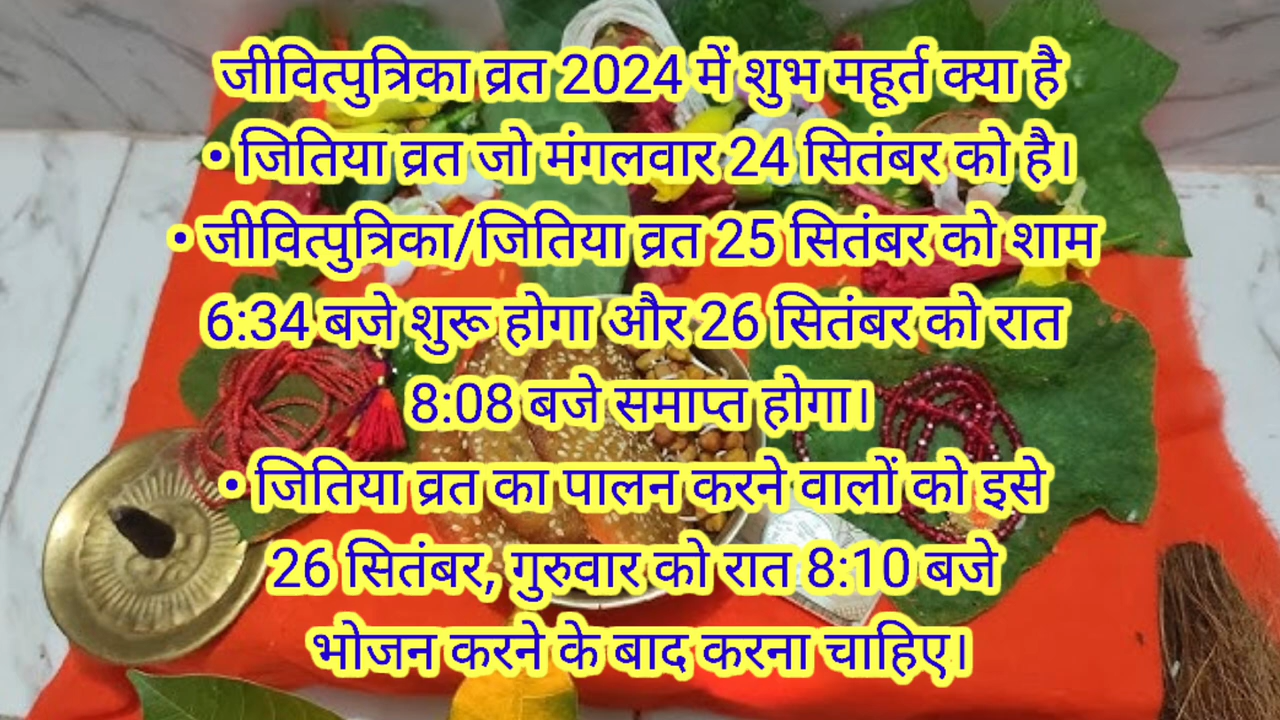 जीवित्पुत्रिका व्रत 2024 में शुभ महूर्त क्या है
• जितिया व्रत जो मंगलवार 24 सितंबर को है।
• जीवित्पुत्रिका/जितिया व्रत 25 सितंबर को शाम
6:34 बजे शुरू होगा और 26 सितंबर को रात
8:08 बजे समाप्त होगा।
• जितिया व्रत का पालन करने वालों को इसे
26 सितंबर, गुरुवार को रात 8:10 बजे
भोजन करने के बाद करना चाहिए।